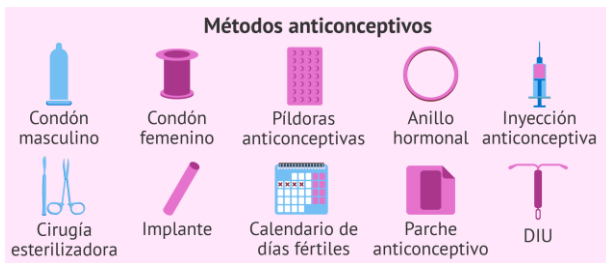 Métodos anticonceptivos
Condón
masculino
Condón
femenino
Píldoras
anticonceptivas
Anillo
hormonal
Inyección
anticonceptiva
Cirugía
esterilizadora
Implante
Calendario de
días fértiles
Parche
anticonceptivo
DIU